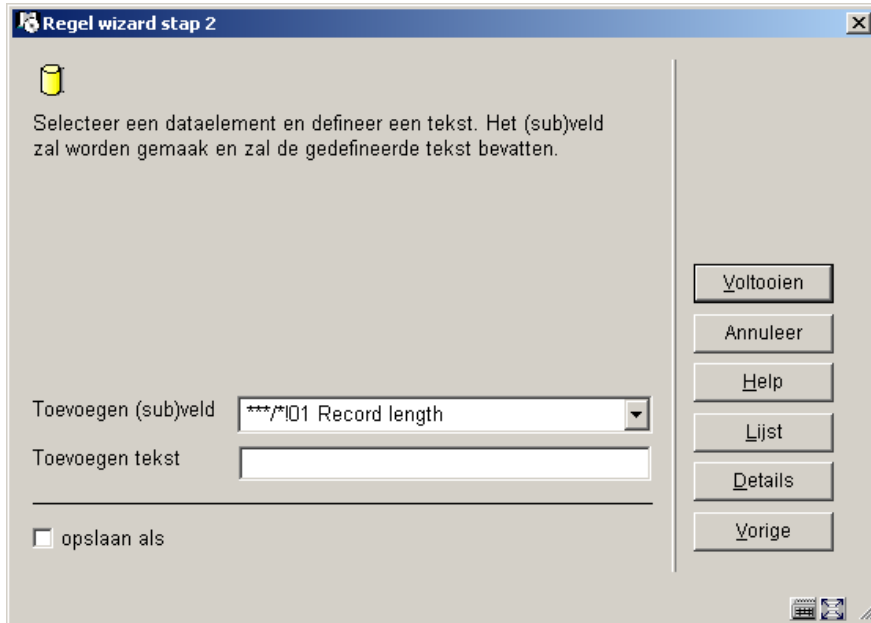 Regel wizard stap 2
Selecteer een dataelement en defineer een tekst. Het (sub)veld
zal worden gemaak en zal de gedefineerde tekst bevatten.
Voltooien
Annuleer
Help
Toevoegen (sub)veld
***/*!01 Record length
Lijst
Toevoegen tekst
Details
opslaan als
Vorige